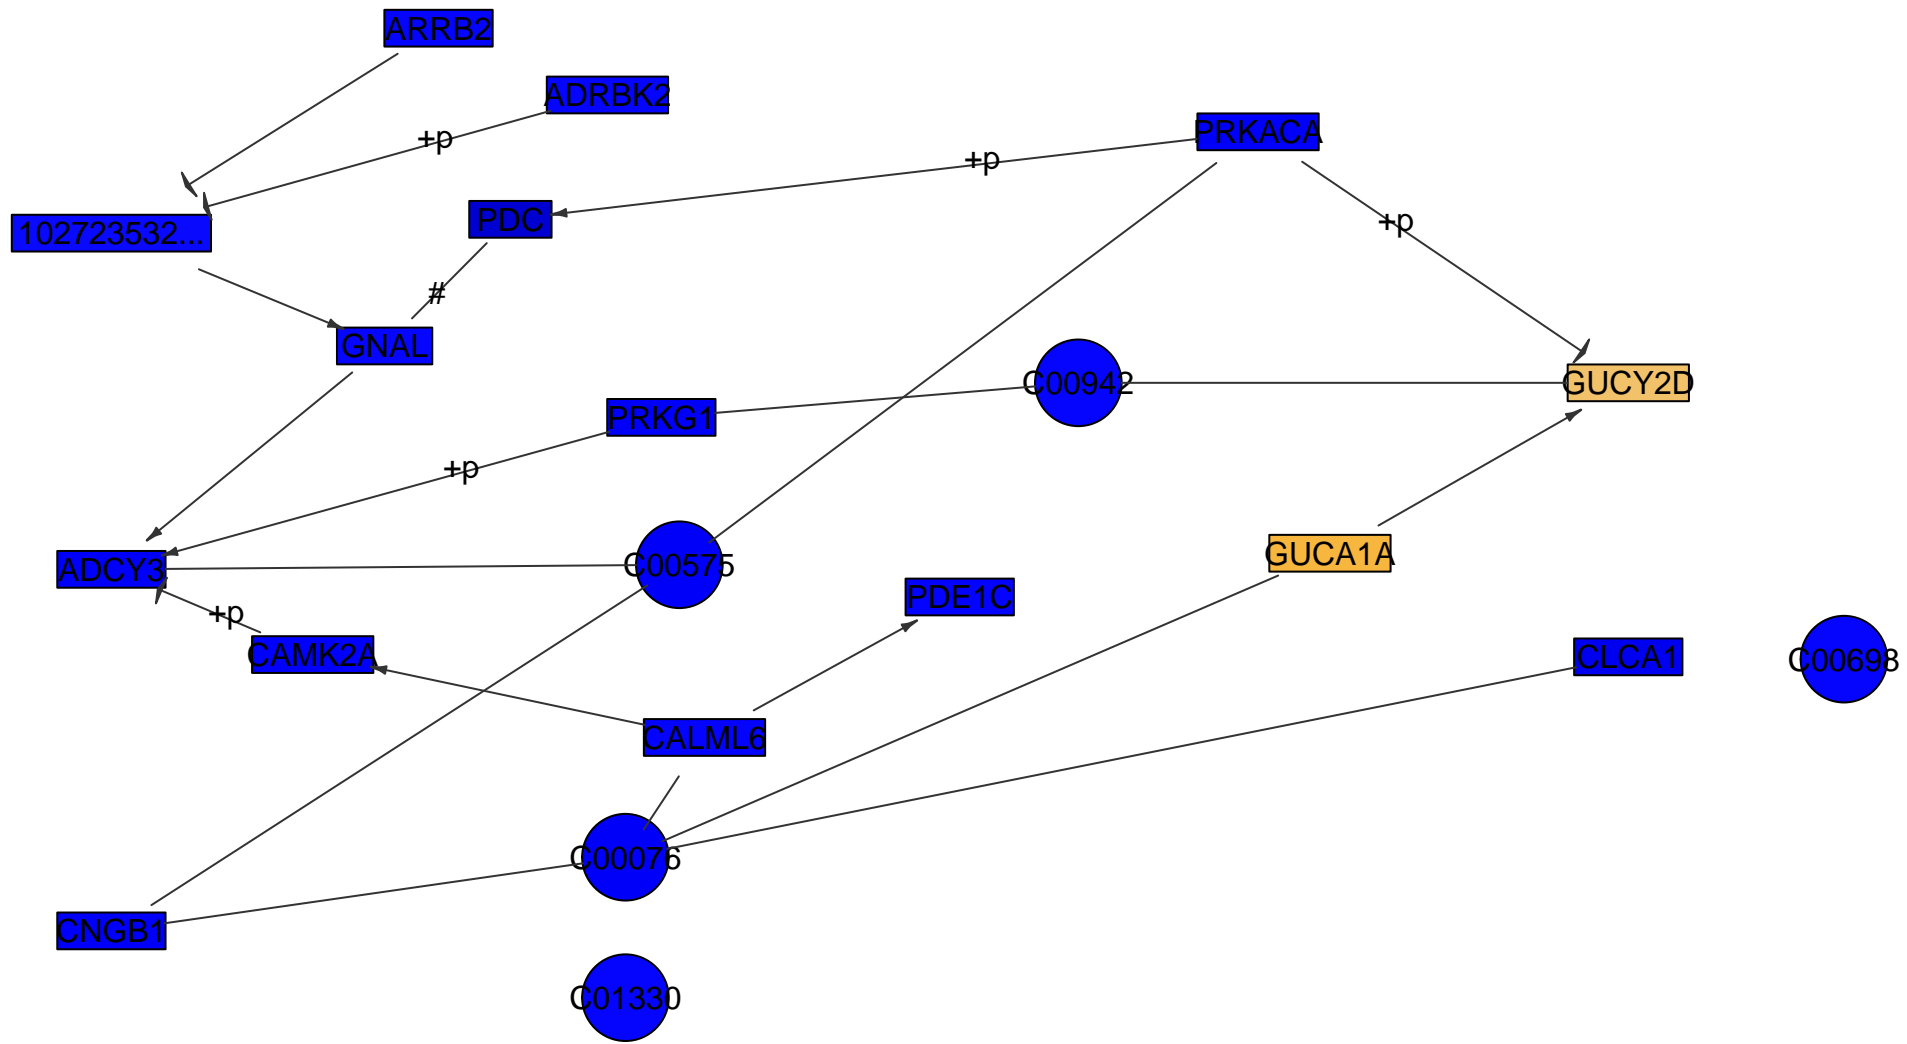 ARRB2
ADRBK2
+p
PRKACA
+p
102723532...
PDC
+p
#
GNAL
C00942
GUCY2D
PRKG1
+p
ADCY3
C00575
GUCA1A
PDE1C
+p
CAMK2A
CLCA1
C00698
CALML6
C00076
CNGB1
C01330